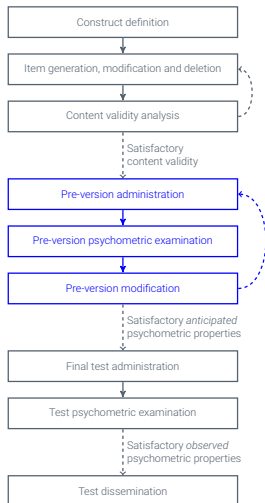 Construct definition
Item generation, modification and deletion
Content validity analysis
Satisfactory
content validity
Pre-version administration
Pre-version psychometric examination
Pre-version modification
Satisfactory anticipated
psychometric properties
Final test administration
Test psychometric examination
Satisfactory observed
psychometric properties
Test dissemination